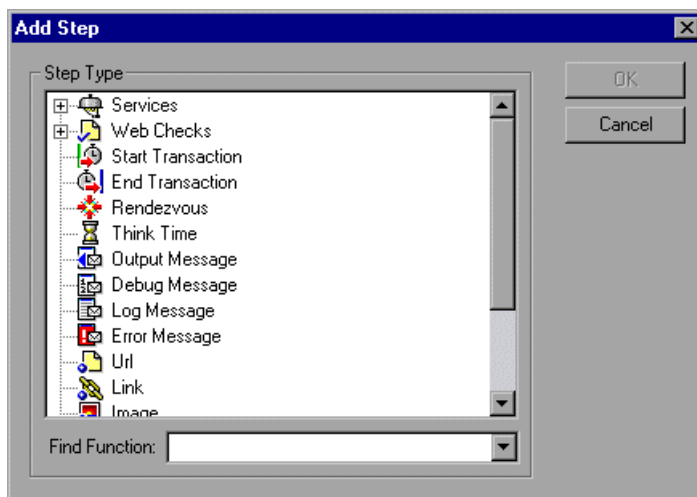 Add Step
Step Type
OK
Cancel
Services
Web Checks
Start Transaction
End Transaction
Rendezvous
Think Time
Output Message
Debug Message
Log Message
Error Message
Url
Link
Image
Find Function: